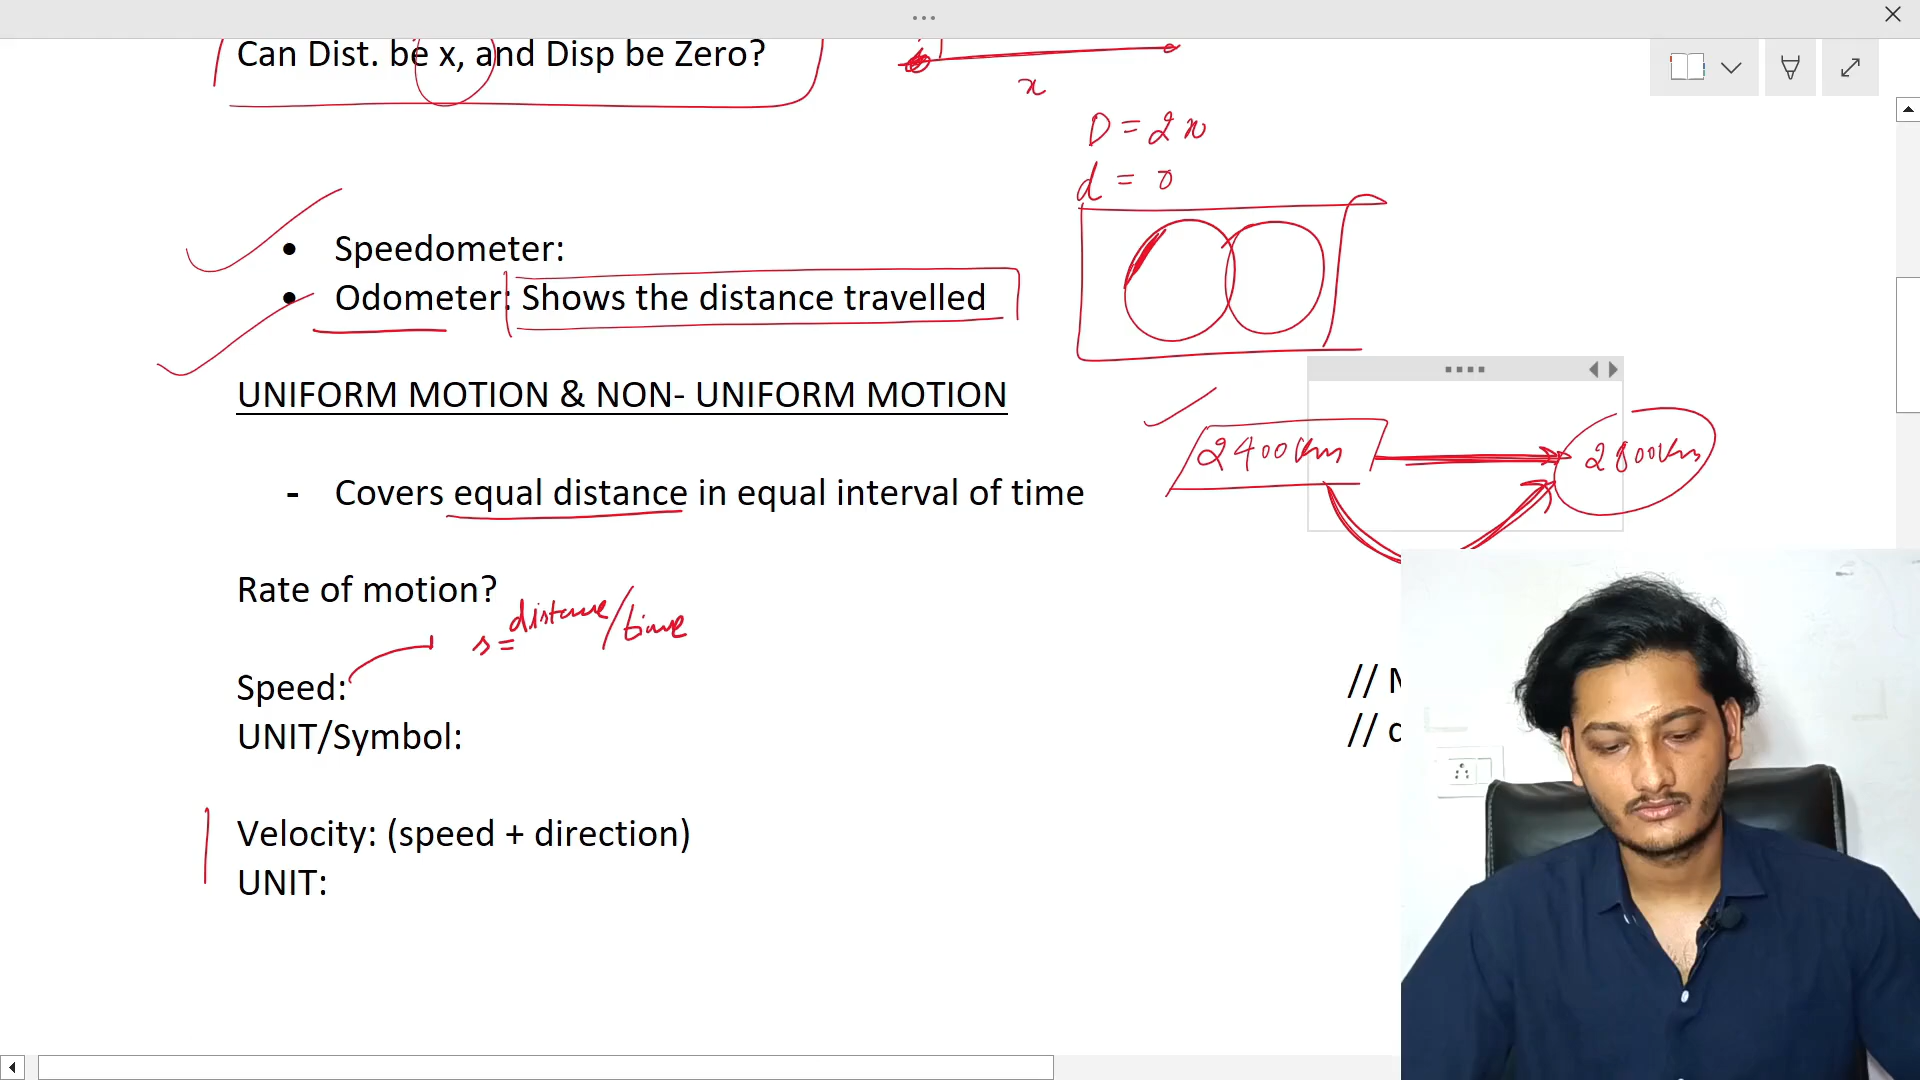 Can Dist. be x, and Disp be Zero?
x
D = 2x
d = 0
• Speedometer:
• Odometer: Shows the distance travelled
UNIFORM MOTION & NON- UNIFORM MOTION
2400km
2800km
- Covers equal distance in equal interval of time
Rate of motion?
s = distance/time
Speed:
UNIT/Symbol:
//
//
Velocity: (speed + direction)
UNIT: